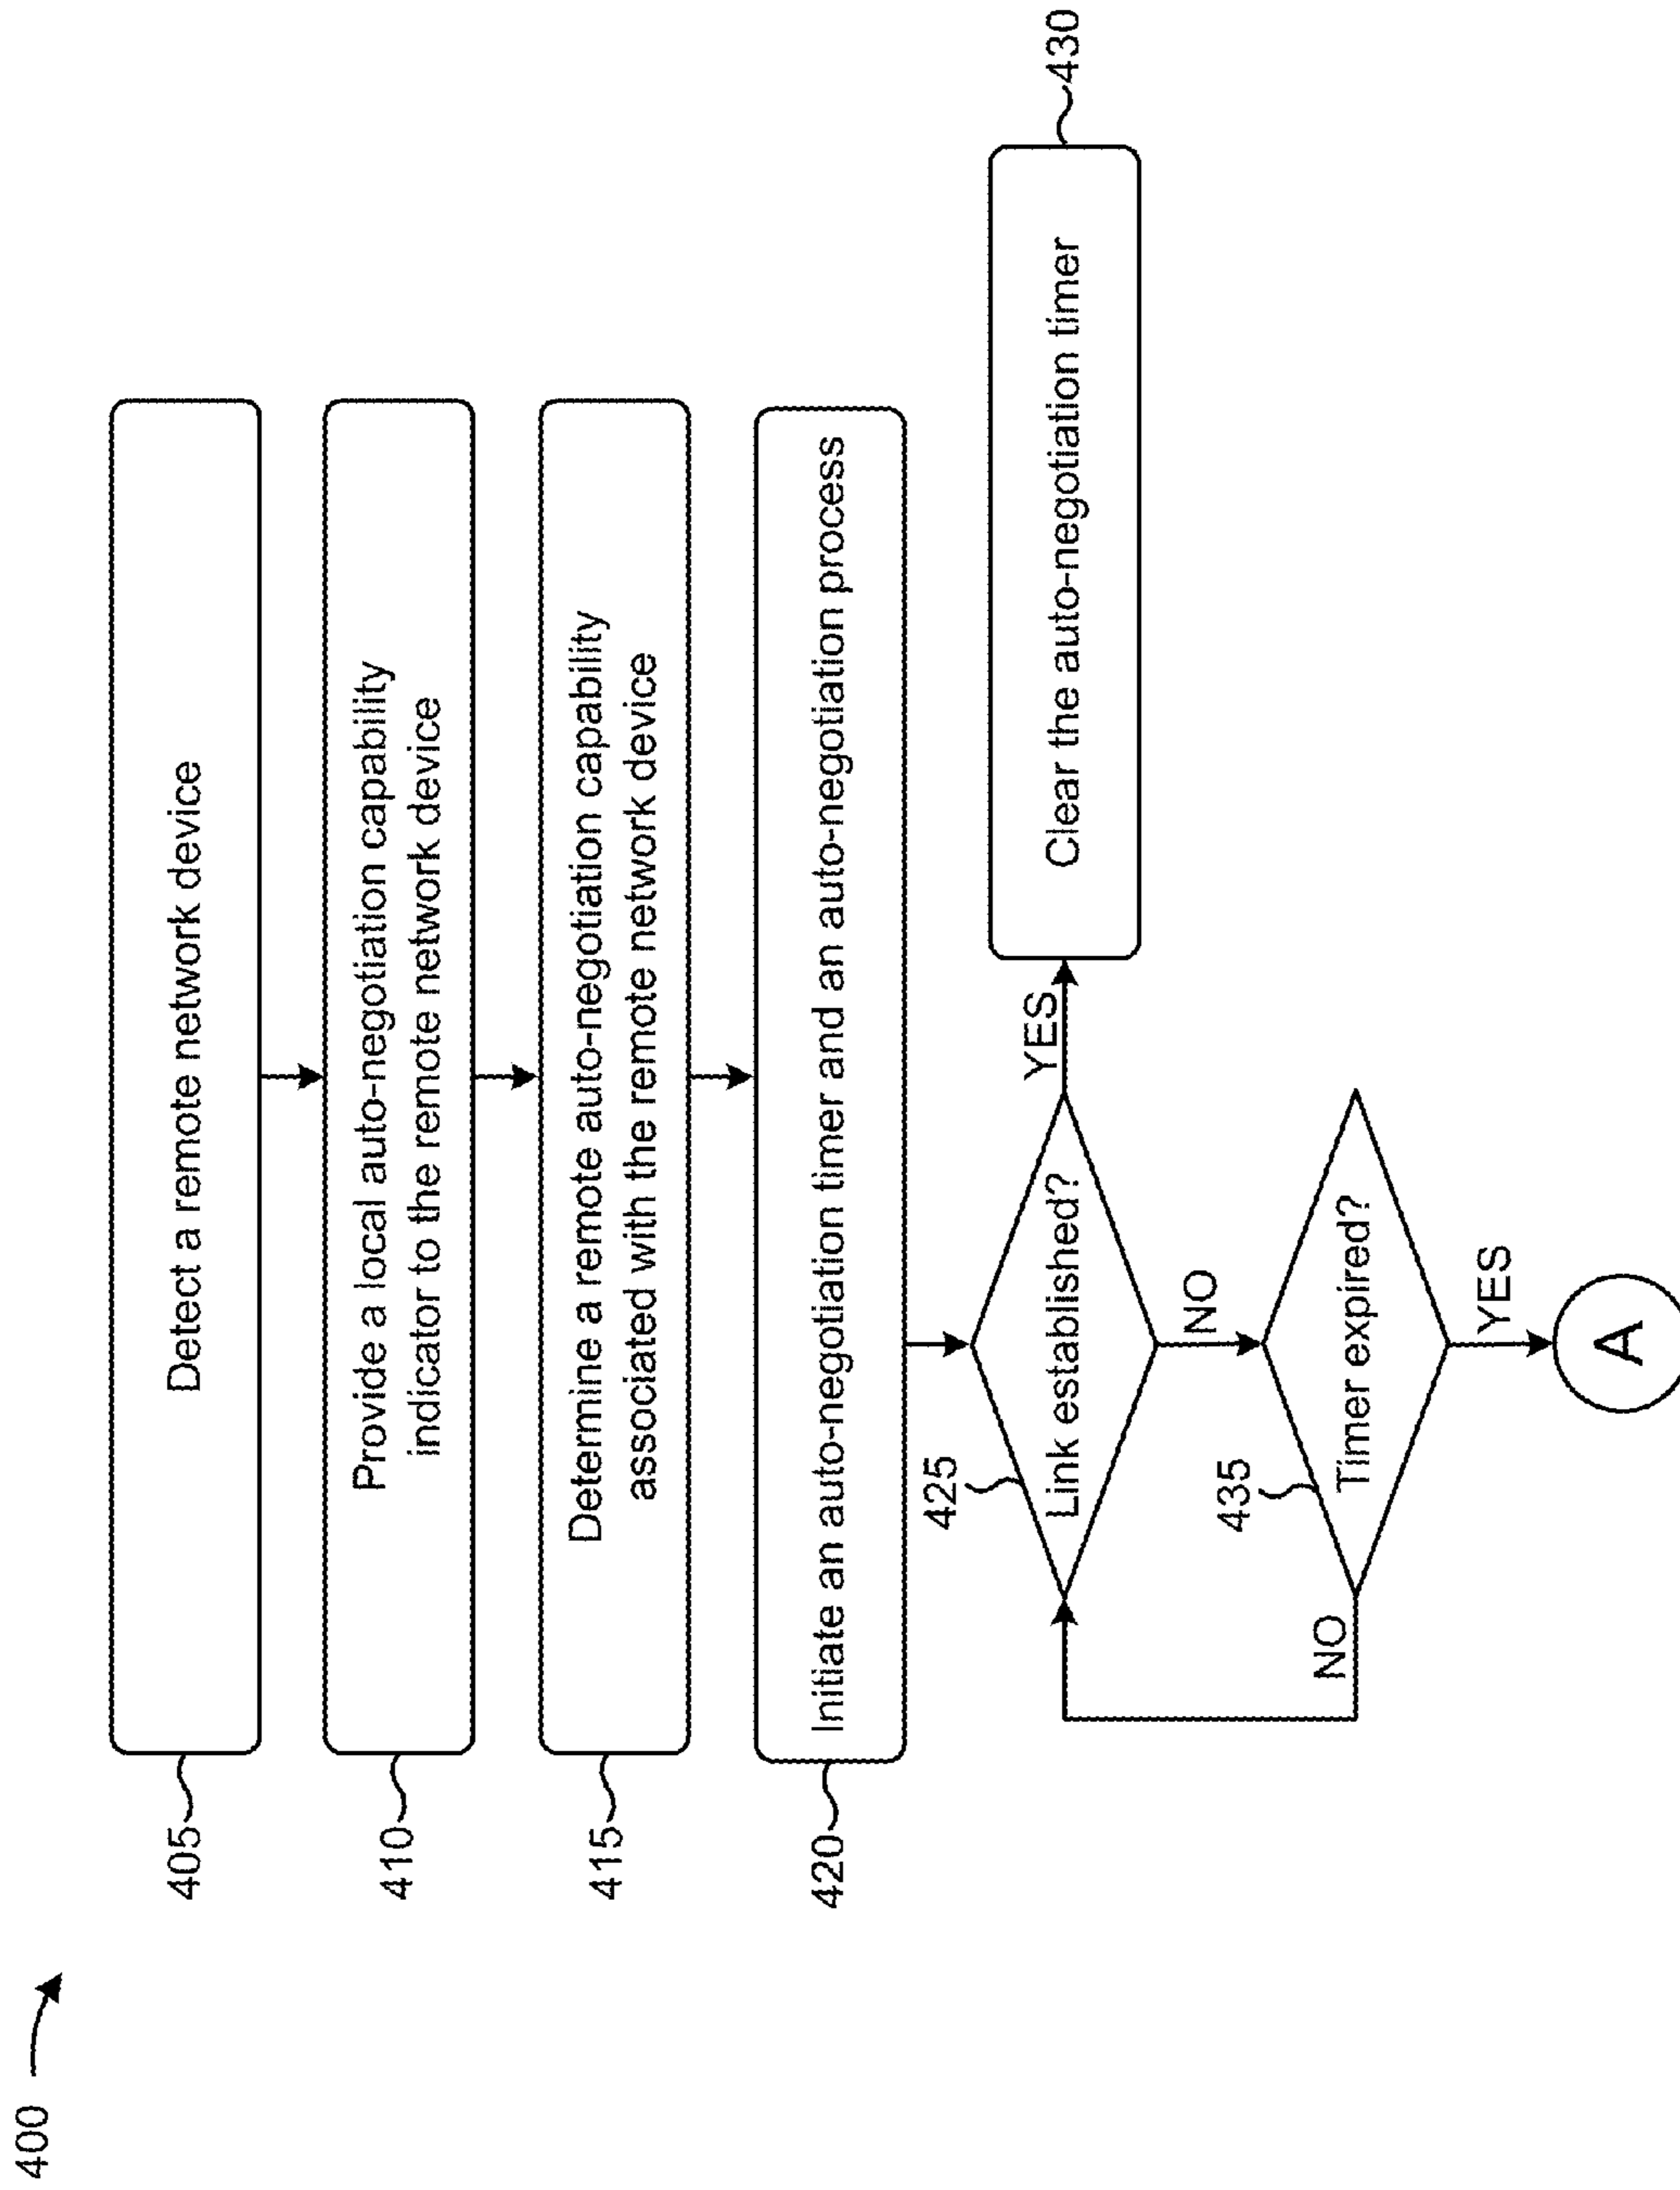 400
405
Detect a remote network device
410
Provide a local auto-negotiation capability
indicator to the remote network device
415
Determine a remote auto-negotiation capability
associated with the remote network device
420
Initiate an auto-negotiation timer and an auto-negotiation process
425
Link established?
YES
Clear the auto-negotiation timer
430
NO
435
Timer expired?
NO
YES
A